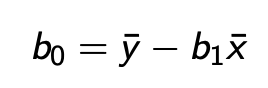 b₀ = ȳ − b₁x̄